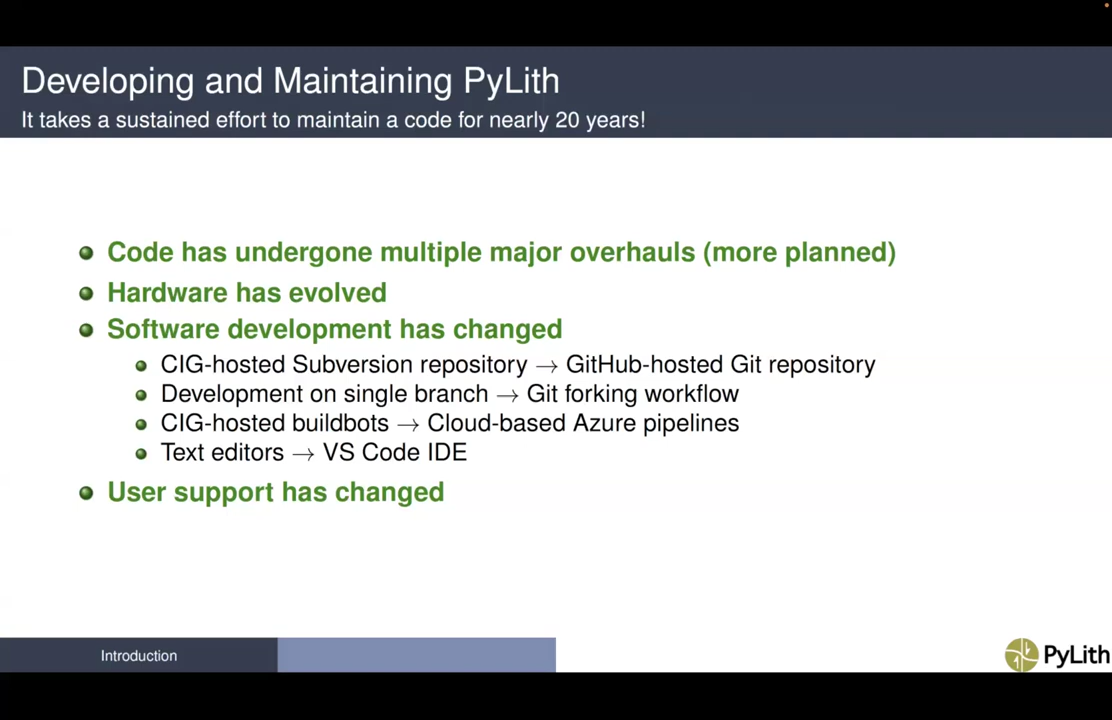 Developing and Maintaining PyLith
It takes a sustained effort to maintain a code for nearly 20 years!
Code has undergone multiple major overhauls (more planned)
Hardware has evolved
Software development has changed
CIG-hosted Subversion repository → GitHub-hosted Git repository
Development on single branch → Git forking workflow
CIG-hosted buildbots → Cloud-based Azure pipelines
Text editors → VS Code IDE
User support has changed
Introduction
PyLith